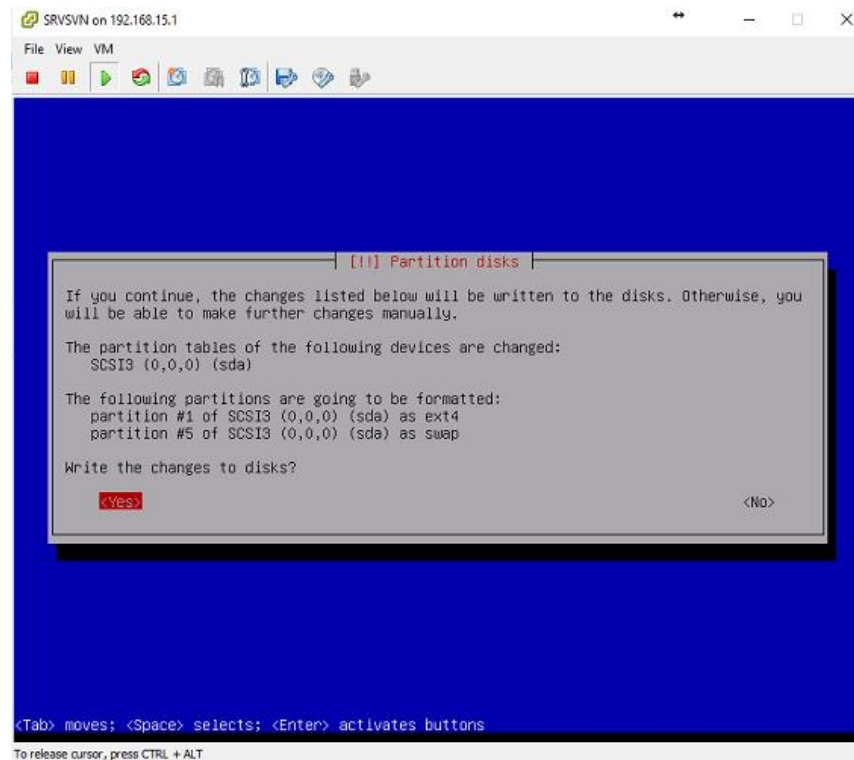 SRVSVN on 192.168.15.1
File View VM
[!!] Partition disks
If you continue, the changes listed below will be written to the disks. Otherwise, you
will be able to make further changes manually.
The partition tables of the following devices are changed:
SCSI3 (0,0,0) (sda)
The following partitions are going to be formatted:
partition #1 of SCSI3 (0,0,0) (sda) as ext4
partition #5 of SCSI3 (0,0,0) (sda) as swap
Write the changes to disks?
<Yes> <No>
<Tab> moves; <Space> selects; <Enter> activates buttons
To release cursor, press CTRL + ALT